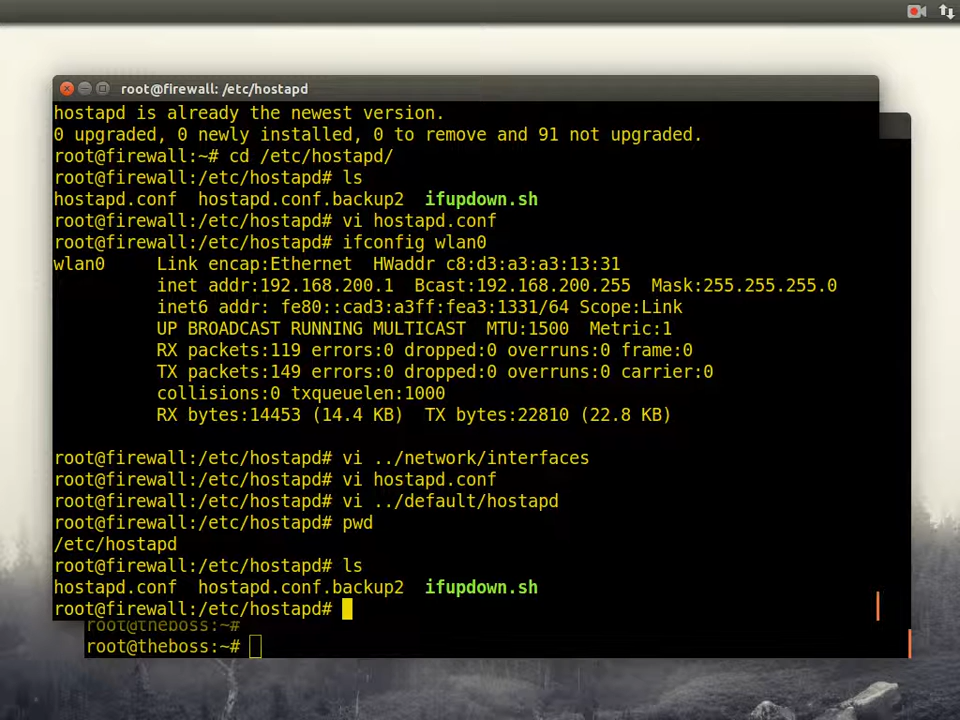 root@firewall: /etc/hostapd
hostapd is already the newest version.
0 upgraded, 0 newly installed, 0 to remove and 91 not upgraded.
root@firewall:~# cd /etc/hostapd/
root@firewall:/etc/hostapd# ls
hostapd.conf  hostapd.conf.backup2  ifupdown.sh
root@firewall:/etc/hostapd# vi hostapd.conf
root@firewall:/etc/hostapd# ifconfig wlan0
wlan0     Link encap:Ethernet  HWaddr c8:d3:a3:a3:13:31
          inet addr:192.168.200.1  Bcast:192.168.200.255  Mask:255.255.255.0
          inet6 addr: fe80::cad3:a3ff:fea3:1331/64 Scope:Link
          UP BROADCAST RUNNING MULTICAST  MTU:1500  Metric:1
          RX packets:119 errors:0 dropped:0 overruns:0 frame:0
          TX packets:149 errors:0 dropped:0 overruns:0 carrier:0
          collisions:0 txqueuelen:1000
          RX bytes:14453 (14.4 KB)  TX bytes:22810 (22.8 KB)
root@firewall:/etc/hostapd# vi ../network/interfaces
root@firewall:/etc/hostapd# vi hostapd.conf
root@firewall:/etc/hostapd# vi ../default/hostapd
root@firewall:/etc/hostapd# pwd
/etc/hostapd
root@firewall:/etc/hostapd# ls
hostapd.conf  hostapd.conf.backup2  ifupdown.sh
root@firewall:/etc/hostapd#
root@theboss:~#
root@theboss:~#